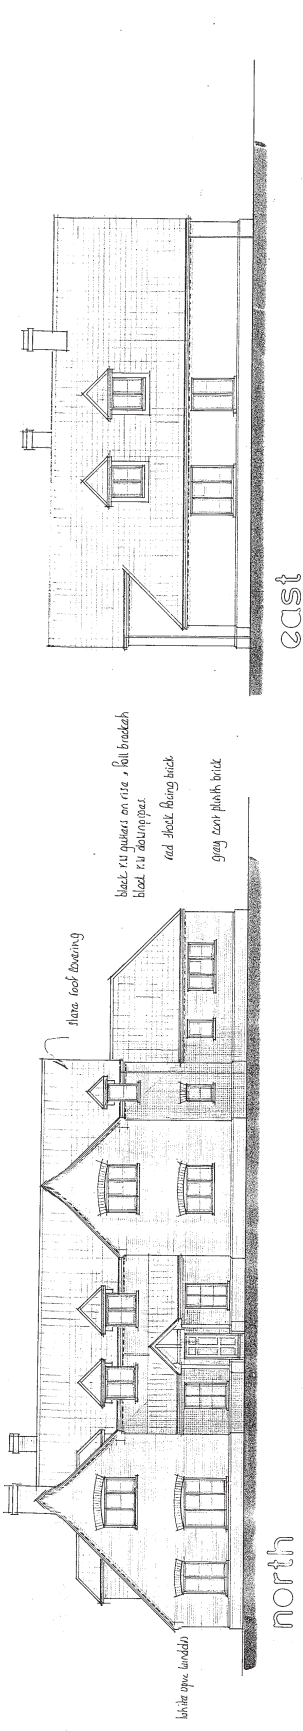 east
black r.w gutters on rise & fall brackets
black r.w downpipes
red stock facing brick
grey cant plinth brick
slate roof covering
north
white upvc windows